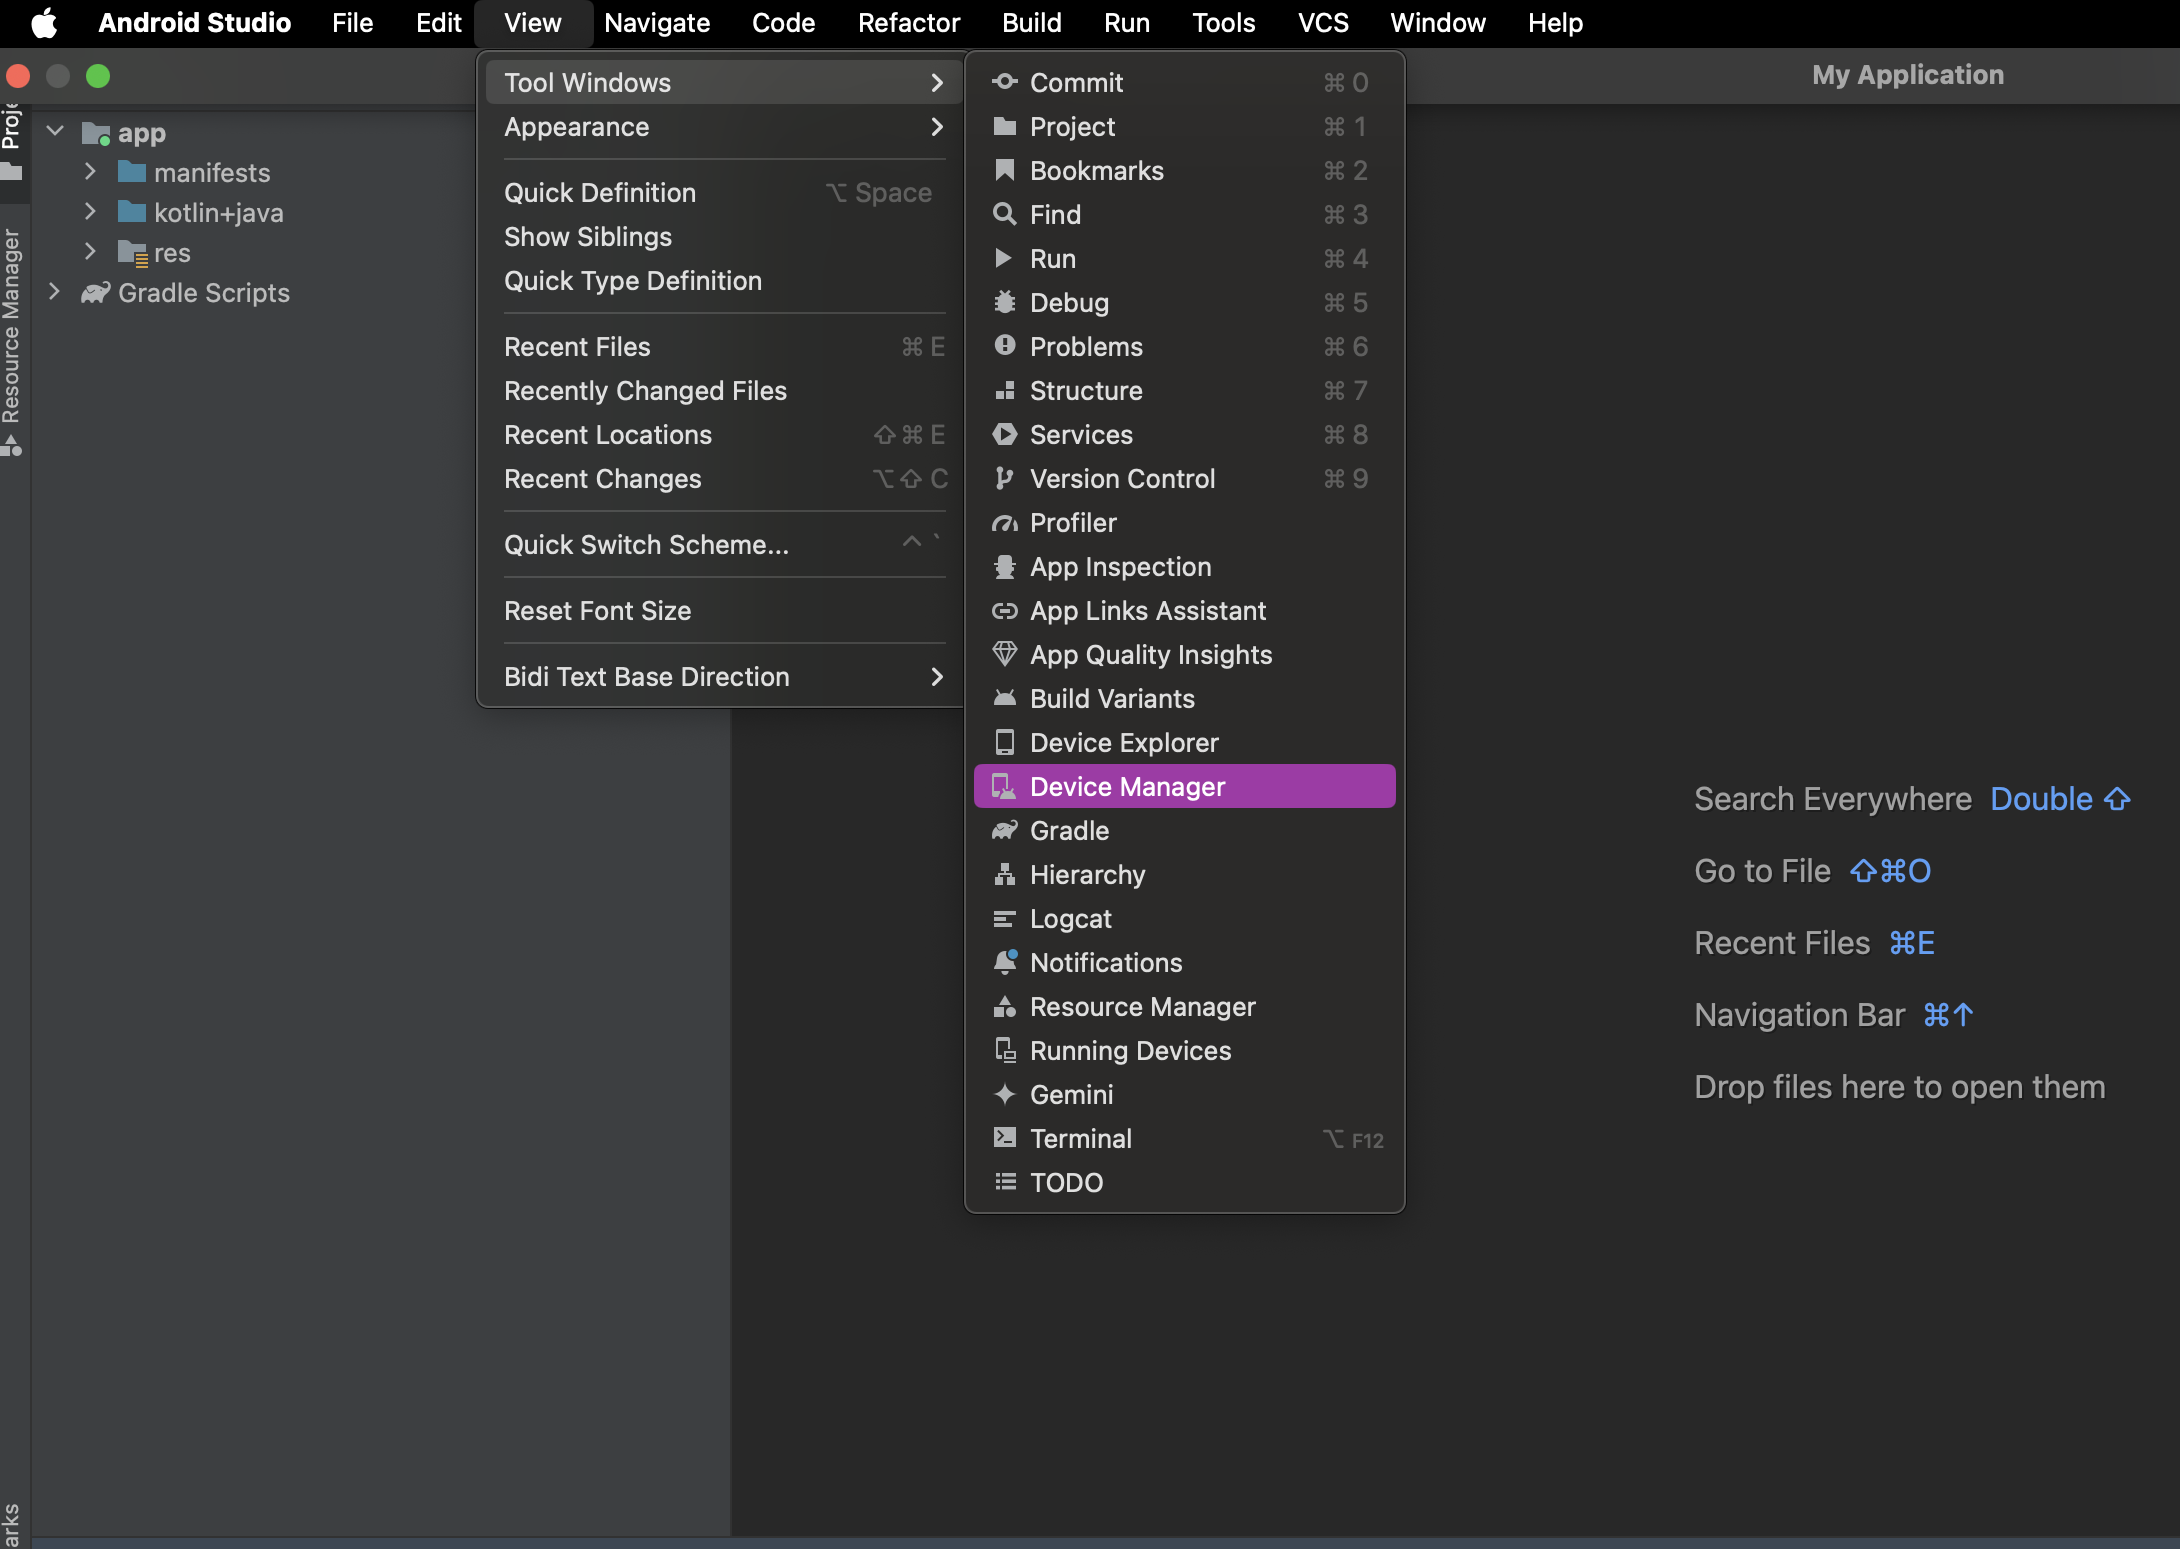 Android Studio File Edit View Navigate Code Refactor Build Run Tools VCS Window Help
My Application
app
manifests
kotlin+java
res
Gradle Scripts
Resource Manager
Tool Windows
Appearance
Quick Definition ⌥ Space
Show Siblings
Quick Type Definition
Recent Files ⌘ E
Recently Changed Files
Recent Locations ⇧ ⌘ E
Recent Changes ⌥ ⇧ C
Quick Switch Scheme... ^ `
Reset Font Size
Bidi Text Base Direction
Commit ⌘ 0
Project ⌘ 1
Bookmarks ⌘ 2
Find ⌘ 3
Run ⌘ 4
Debug ⌘ 5
Problems ⌘ 6
Structure ⌘ 7
Services ⌘ 8
Version Control ⌘ 9
Profiler
App Inspection
App Links Assistant
App Quality Insights
Build Variants
Device Explorer
Device Manager
Gradle
Hierarchy
Logcat
Notifications
Resource Manager
Running Devices
Gemini
Terminal ⌥ F12
TODO
Search Everywhere Double ⇧
Go to File ⇧⌘O
Recent Files ⌘E
Navigation Bar ⌘↑
Drop files here to open them